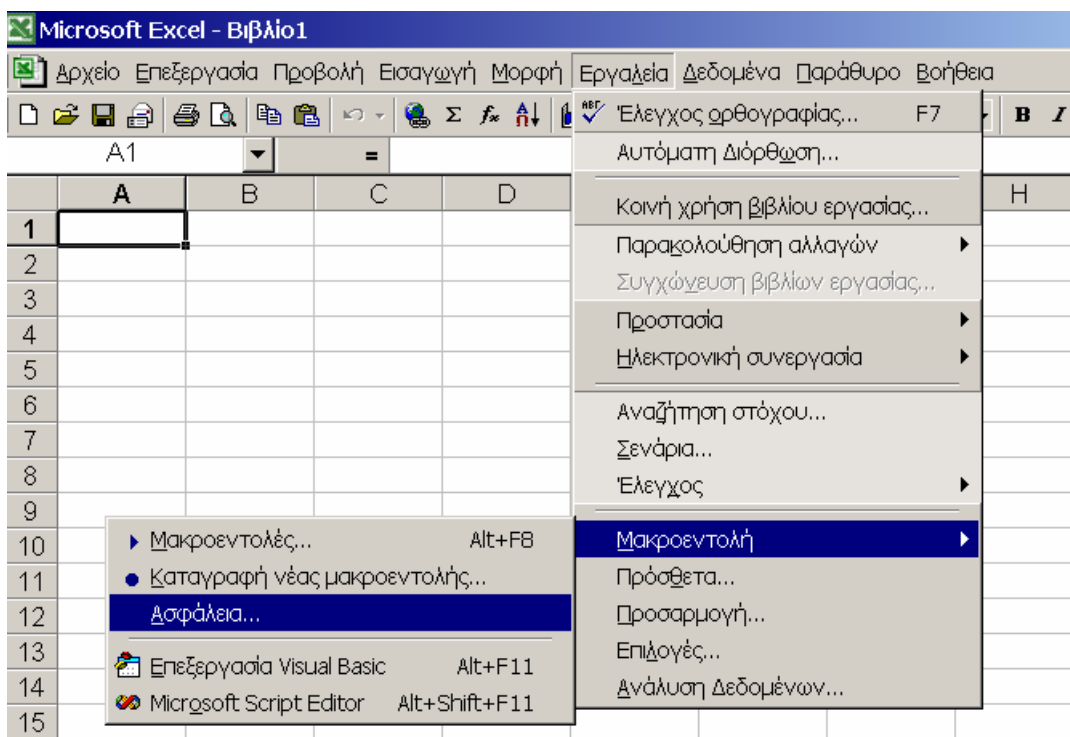 Microsoft Excel - Βιβλίο1
Αρχείο Επεξεργασία Προβολή Εισαγωγή Μορφή Εργαλεία Δεδομένα Παράθυρο Βοήθεια
Σ fx Α Π B I
A1 =
A B C D H
1
2
3
4
5
6
7
8
9
10
11
12
13
14
15
ABC Έλεγχος ορθογραφίας... F7
Αυτόματη Διόρθωση...
Κοινή χρήση βιβλίου εργασίας...
Παρακολούθηση αλλαγών
Συγχώνευση βιβλίων εργασίας...
Προστασία
Ηλεκτρονική συνεργασία
Αναζήτηση στόχου...
Σενάρια...
Έλεγχος
Μακροεντολή
Πρόσθετα...
Προσαρμογή...
Επιλογές...
Ανάλυση Δεδομένων...
Μακροεντολές... Alt+F8
Καταγραφή νέας μακροεντολής...
Ασφάλεια...
Επεξεργασία Visual Basic Alt+F11
Microsoft Script Editor Alt+Shift+F11